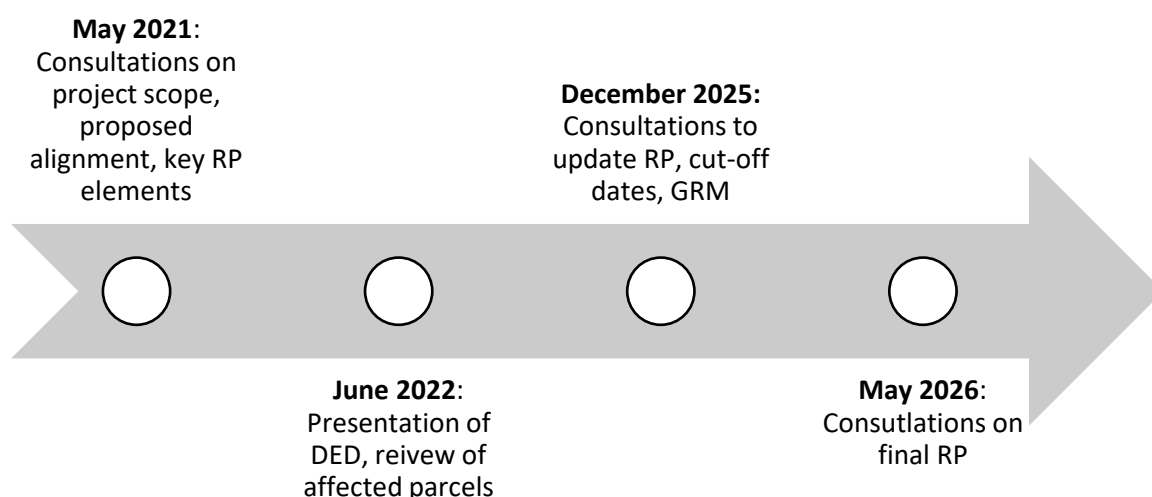 May 2021:
Consultations on
project scope,
proposed
alignment, key RP
elements
June 2022:
Presentation of
DED, reivew of
affected parcels
December 2025:
Consultations to
update RP, cut-off
dates, GRM
May 2026:
Consutlations on
final RP